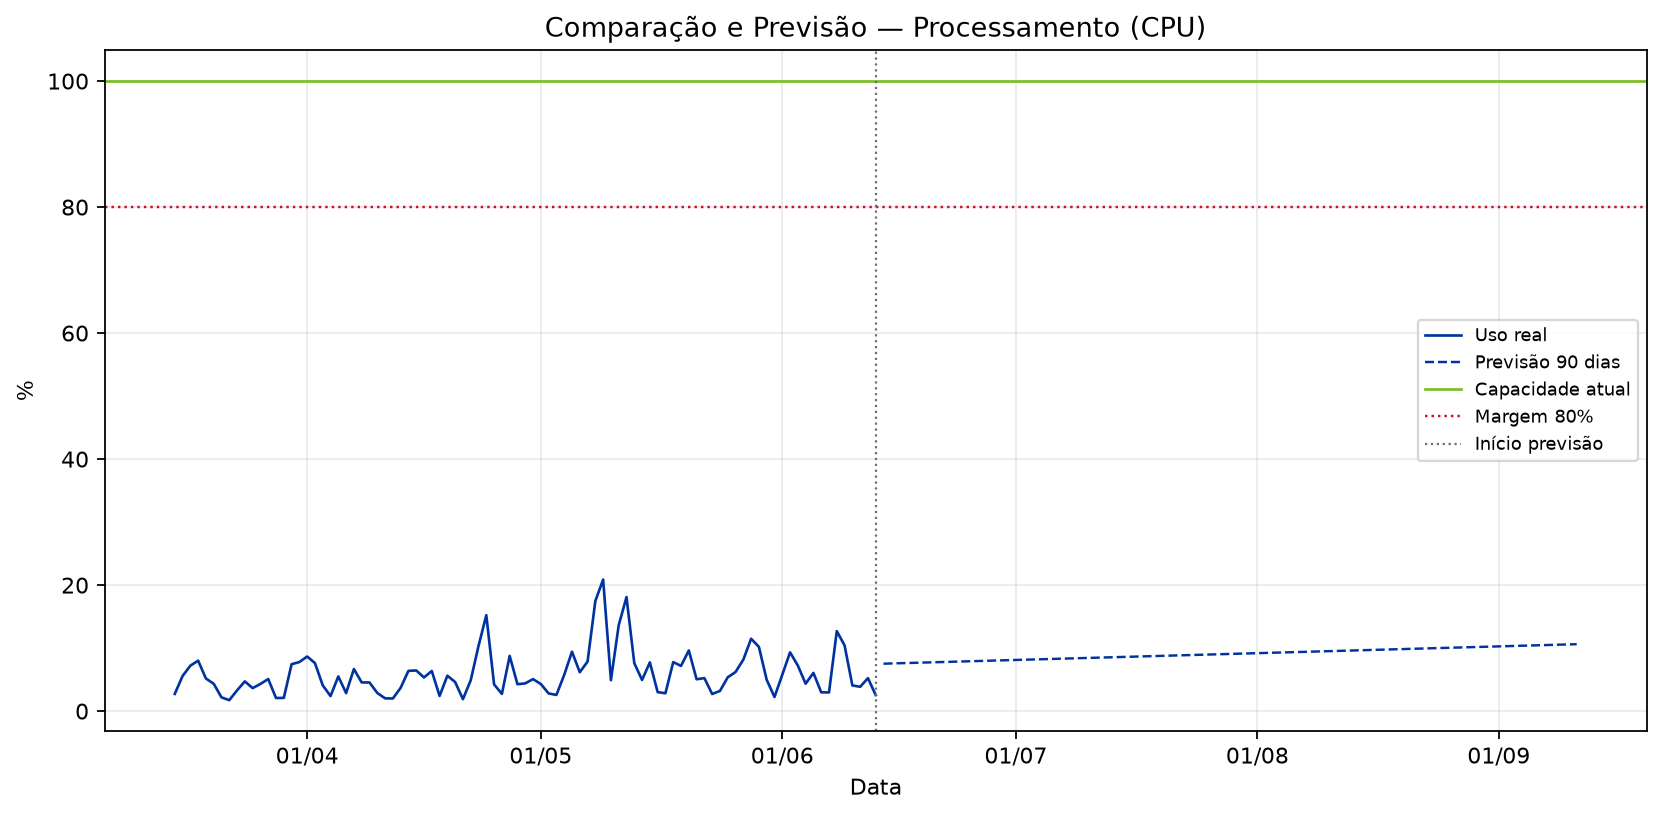 Comparação e Previsão — Processamento (CPU)
100
80
60
40
20
0
%
Uso real
Previsão 90 dias
Capacidade atual
Margem 80%
Início previsão
01/04
01/05
01/06
01/07
01/08
01/09
Data